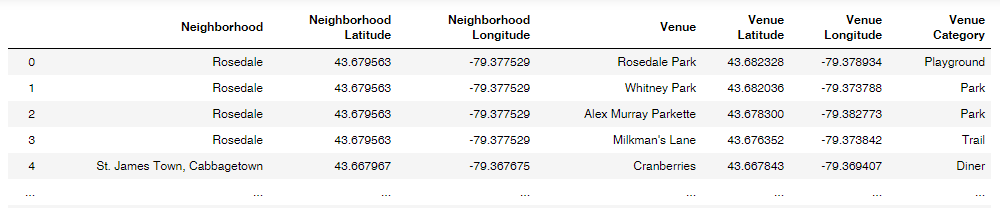 Neighborhood Neighborhood Latitude Neighborhood Longitude Venue Venue Latitude Venue Longitude Venue Category
0 Rosedale 43.679563 -79.377529 Rosedale Park 43.682328 -79.378934 Playground
1 Rosedale 43.679563 -79.377529 Whitney Park 43.682036 -79.373788 Park
2 Rosedale 43.679563 -79.377529 Alex Murray Parkette 43.678300 -79.382773 Park
3 Rosedale 43.679563 -79.377529 Milkman's Lane 43.676352 -79.373842 Trail
4 St. James Town, Cabbagetown 43.667967 -79.367675 Cranberries 43.667843 -79.369407 Diner
... ... ... ... ... ... ... ...